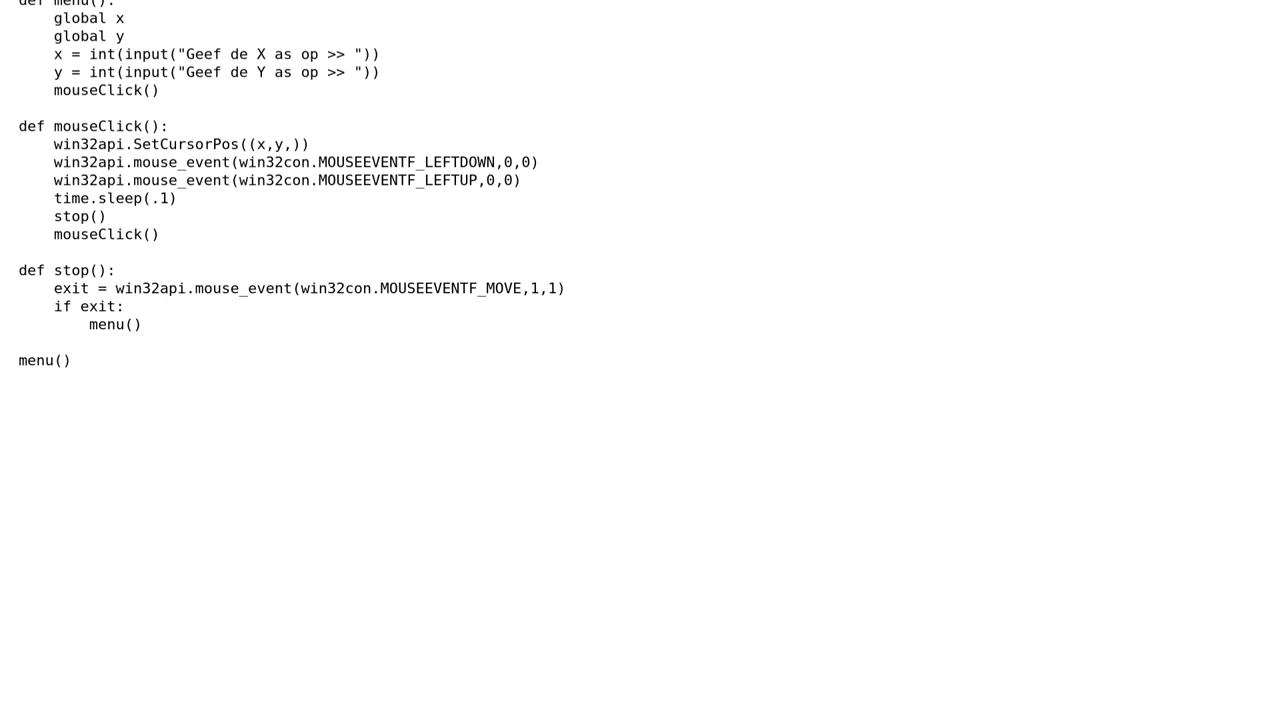 def menu():
    global x
    global y
    x = int(input("Geef de X as op >> "))
    y = int(input("Geef de Y as op >> "))
    mouseClick()

def mouseClick():
    win32api.SetCursorPos((x,y,))
    win32api.mouse_event(win32con.MOUSEEVENTF_LEFTDOWN,0,0)
    win32api.mouse_event(win32con.MOUSEEVENTF_LEFTUP,0,0)
    time.sleep(.1)
    stop()
    mouseClick()

def stop():
    exit = win32api.mouse_event(win32con.MOUSEEVENTF_MOVE,1,1)
    if exit:
        menu()

menu()